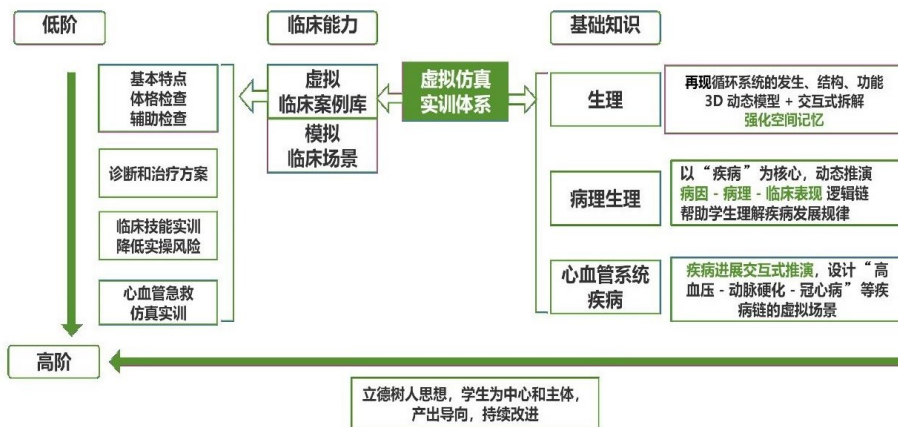 低阶
临床能力
基础知识
基本特点
体格检查
辅助检查
诊断和治疗方案
临床技能实训
降低实操风险
心血管急救
仿真实训
虚拟
临床案例库
模拟
临床场景
虚拟仿真
实训体系
生理
再现循环系统的发生、结构、功能
3D 动态模型 + 交互式拆解
强化空间记忆
病理生理
以“疾病”为核心，动态推演
病因 - 病理 - 临床表现 逻辑链
帮助学生理解疾病发展规律
心血管系统
疾病
疾病进展交互式推演，设计“高
血压 - 动脉硬化 - 冠心病”等疾
病链的虚拟场景
高阶
立德树人思想，学生为中心和主体，
产出导向，持续改进